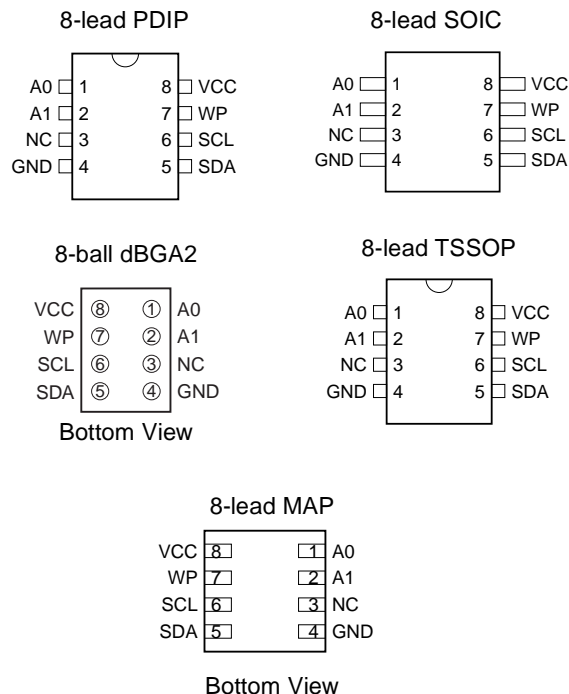 8-lead PDIP
A0 1 8 VCC
A1 2 7 WP
NC 3 6 SCL
GND 4 5 SDA
8-lead SOIC
A0 1 8 VCC
A1 2 7 WP
NC 3 6 SCL
GND 4 5 SDA
8-ball dBGA2
VCC 8 1 A0
WP 7 2 A1
SCL 6 3 NC
SDA 5 4 GND
Bottom View
8-lead TSSOP
A0 1 8 VCC
A1 2 7 WP
NC 3 6 SCL
GND 4 5 SDA
8-lead MAP
VCC 8 1 A0
WP 7 2 A1
SCL 6 3 NC
SDA 5 4 GND
Bottom View